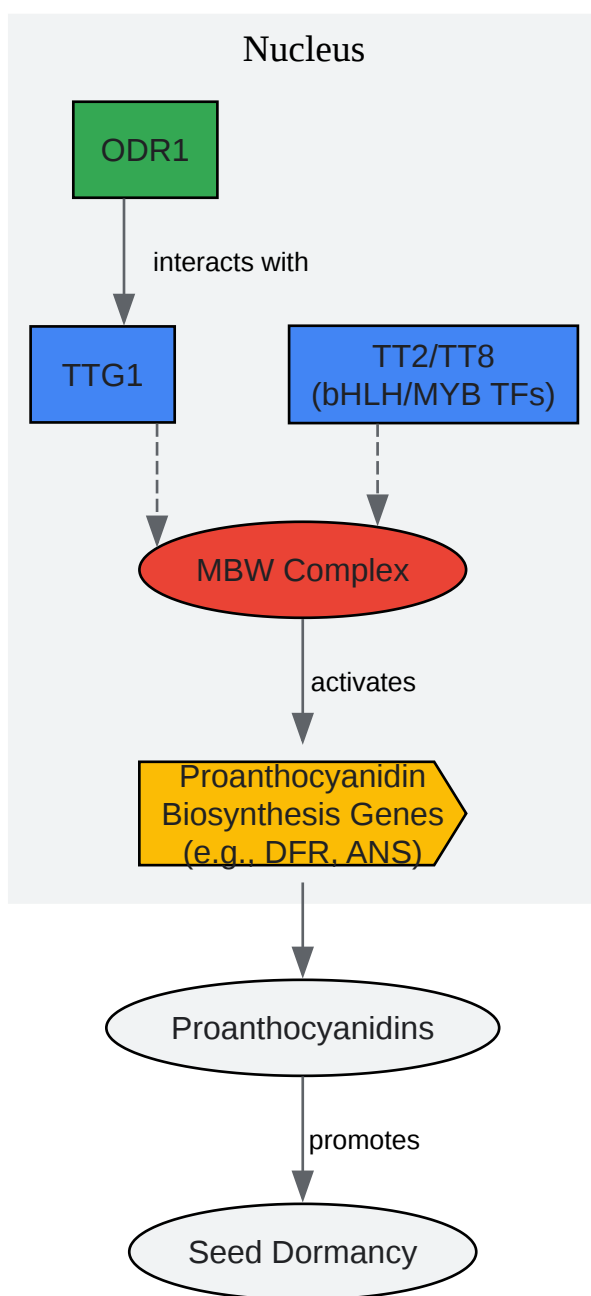 Nucleus
ODR1
interacts with
TTG1
TT2/TT8
(bHLH/MYB TFs)
MBW Complex
activates
Proanthocyanidin
Biosynthesis Genes
(e.g., DFR, ANS)
Proanthocyanidins
promotes
Seed Dormancy